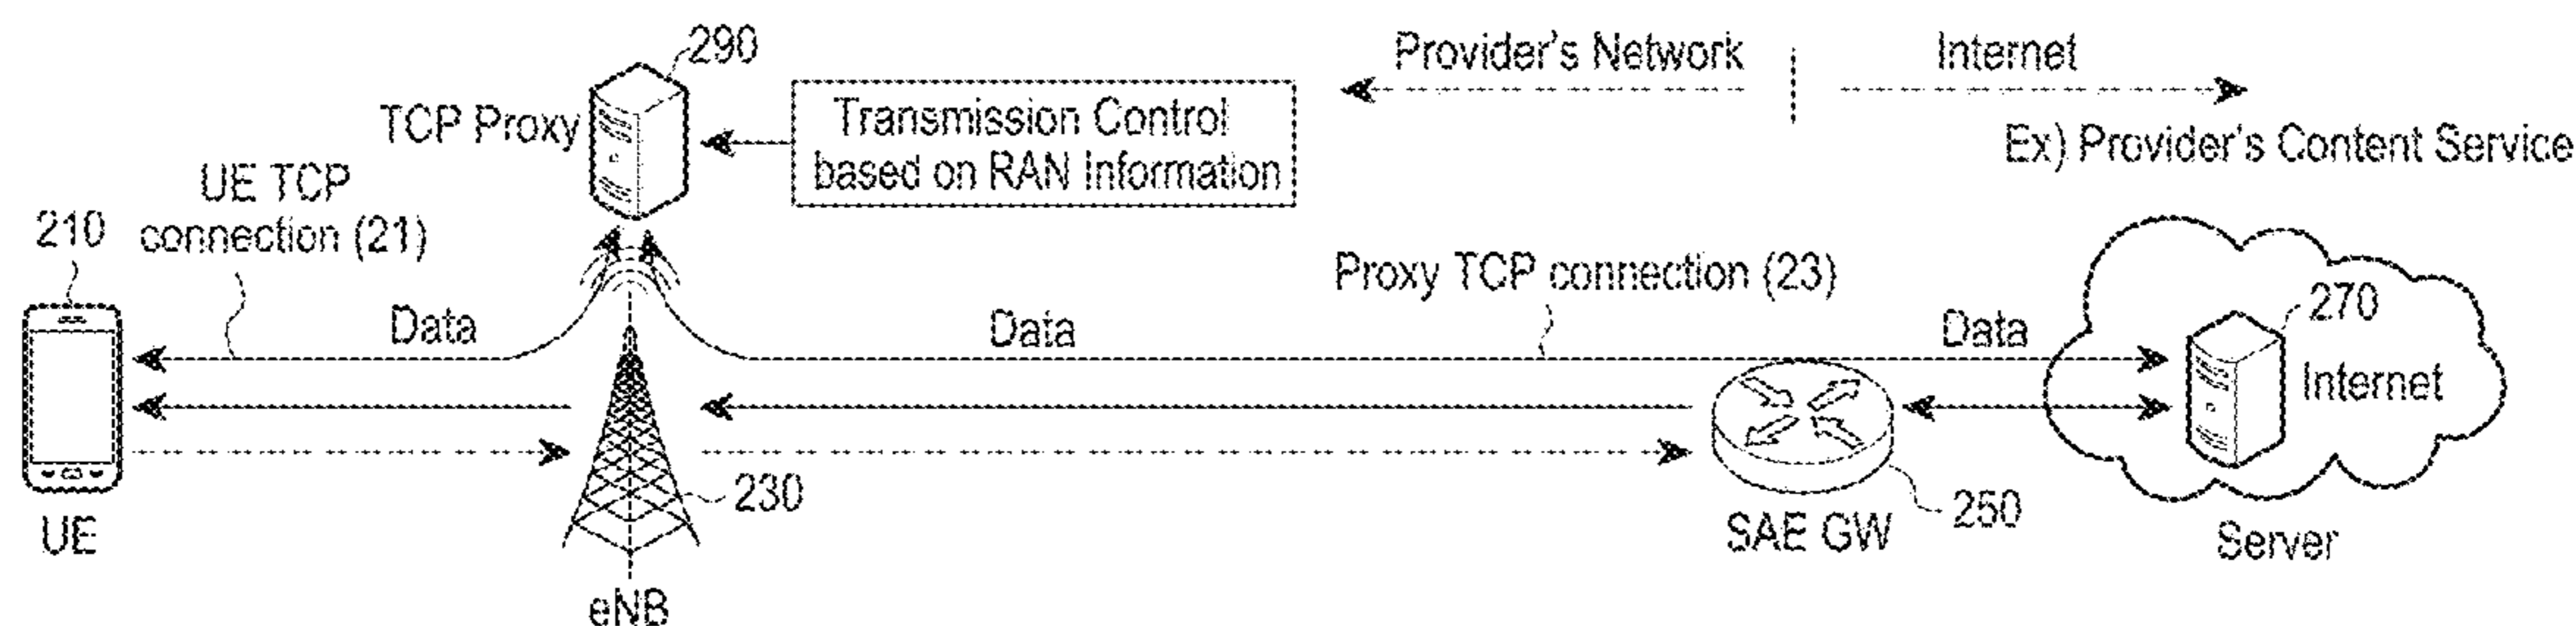 290
Provider's Network
Internet
TCP Proxy
Transmission Control
based on RAN Information
Ex) Provider's Content Service
UE TCP
connection (21)
210
Proxy TCP connection (23)
270
Data
Data
Data
Internet
230
250
UE
SAE GW
Server
eNB